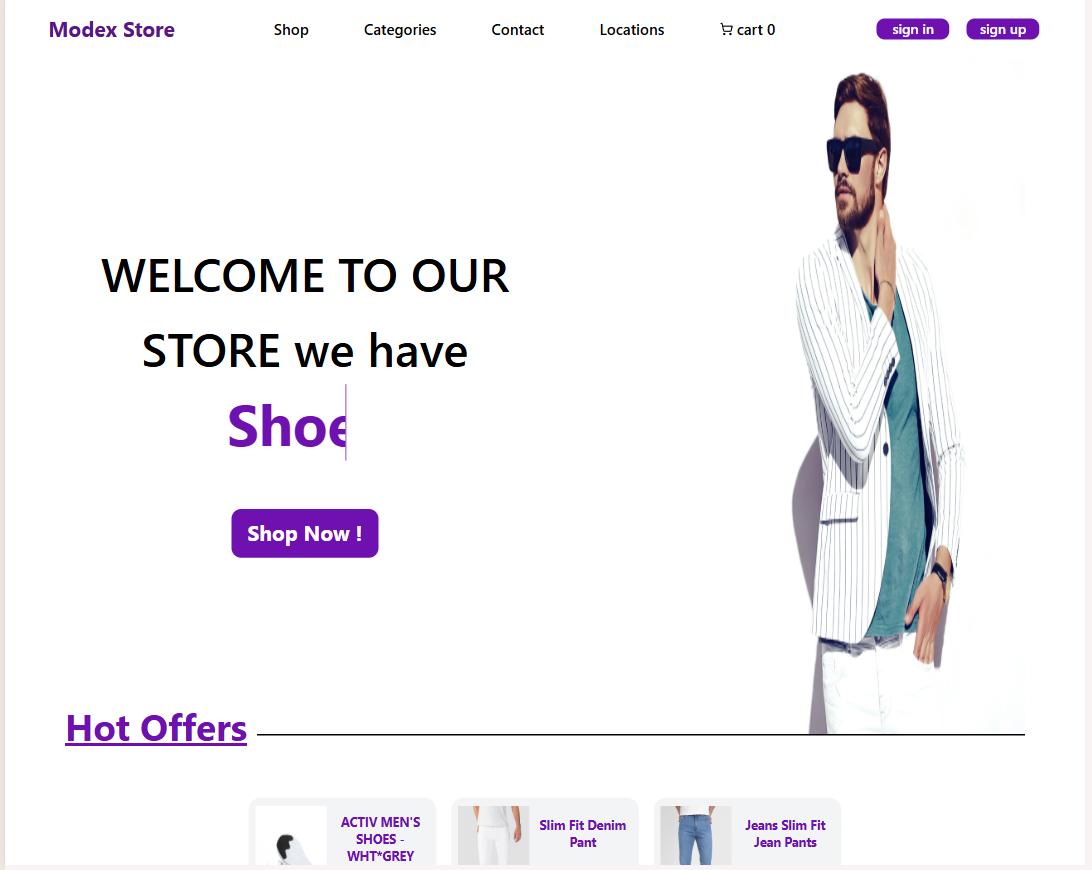 Modex Store
Shop
Categories
Contact
Locations
cart 0
sign in
sign up
WELCOME TO OUR
STORE we have
Shoe
Shop Now !
Hot Offers
ACTIV MEN'S
SHOES -
WHT*GREY
Slim Fit Denim
Pant
Jeans Slim Fit
Jean Pants